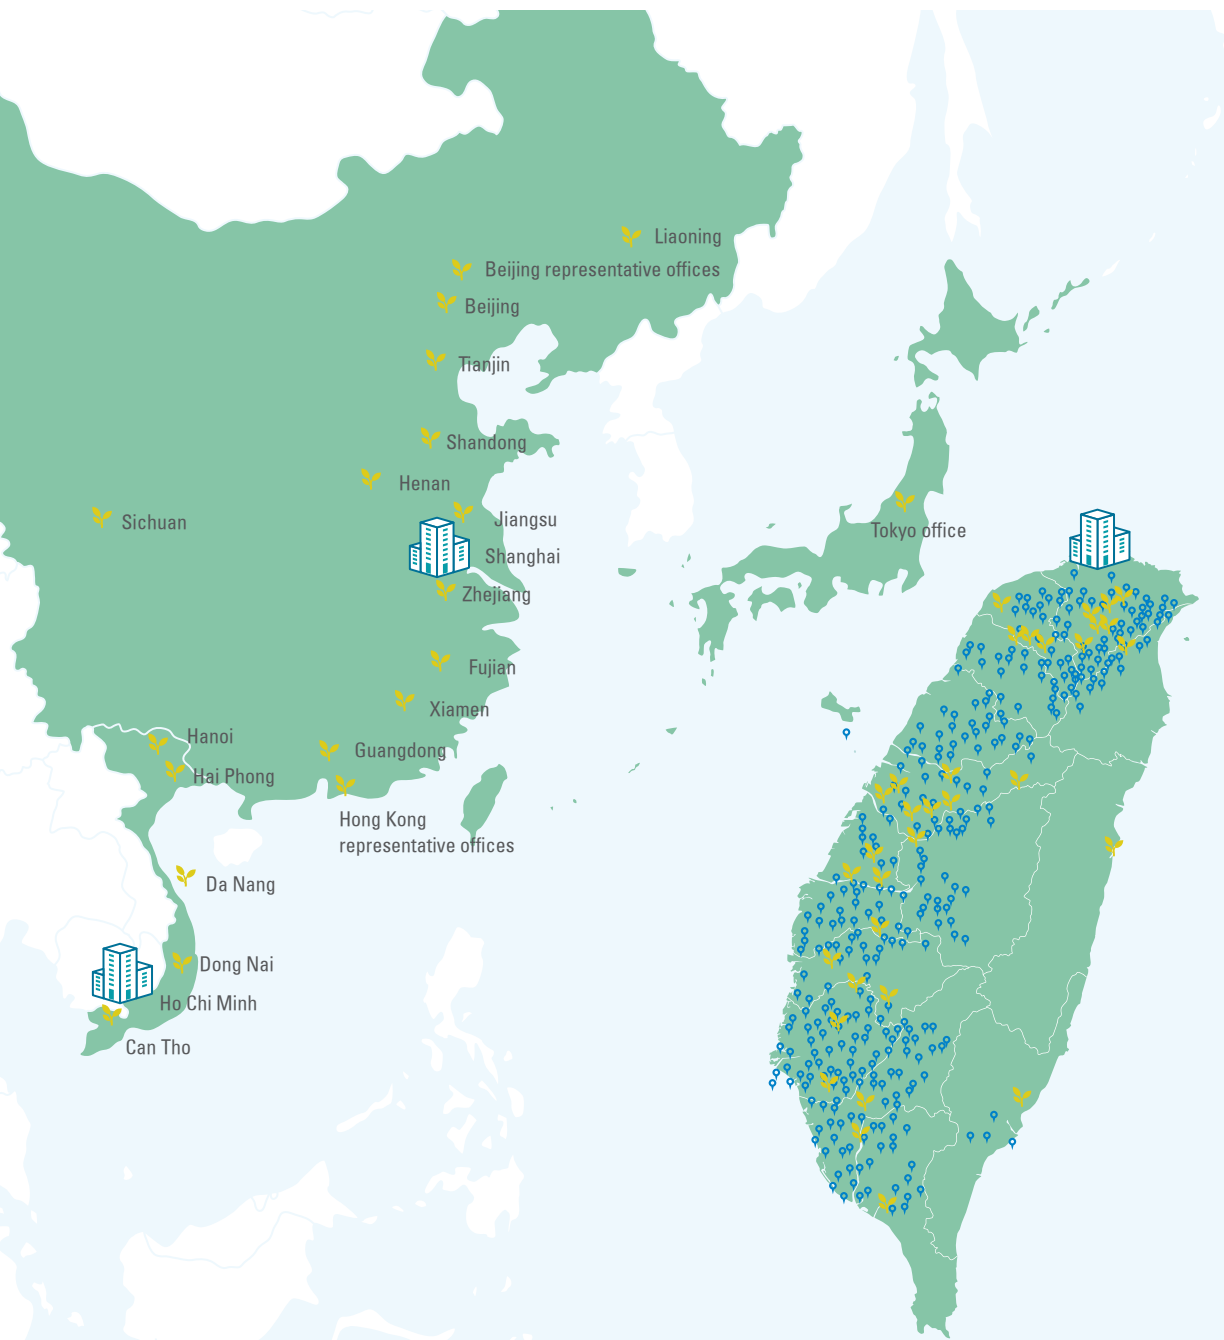 Liaoning
Beijing representative offices
Beijing
Tianjin
Shandong
Henan
Sichuan
Jiangsu
Tokyo office
Shanghai
Zhejiang
Fujian
Xiamen
Hanoi
Guangdong
Hai Phong
Hong Kong
representative offices
Da Nang
Dong Nai
Ho Chi Minh
Can Tho